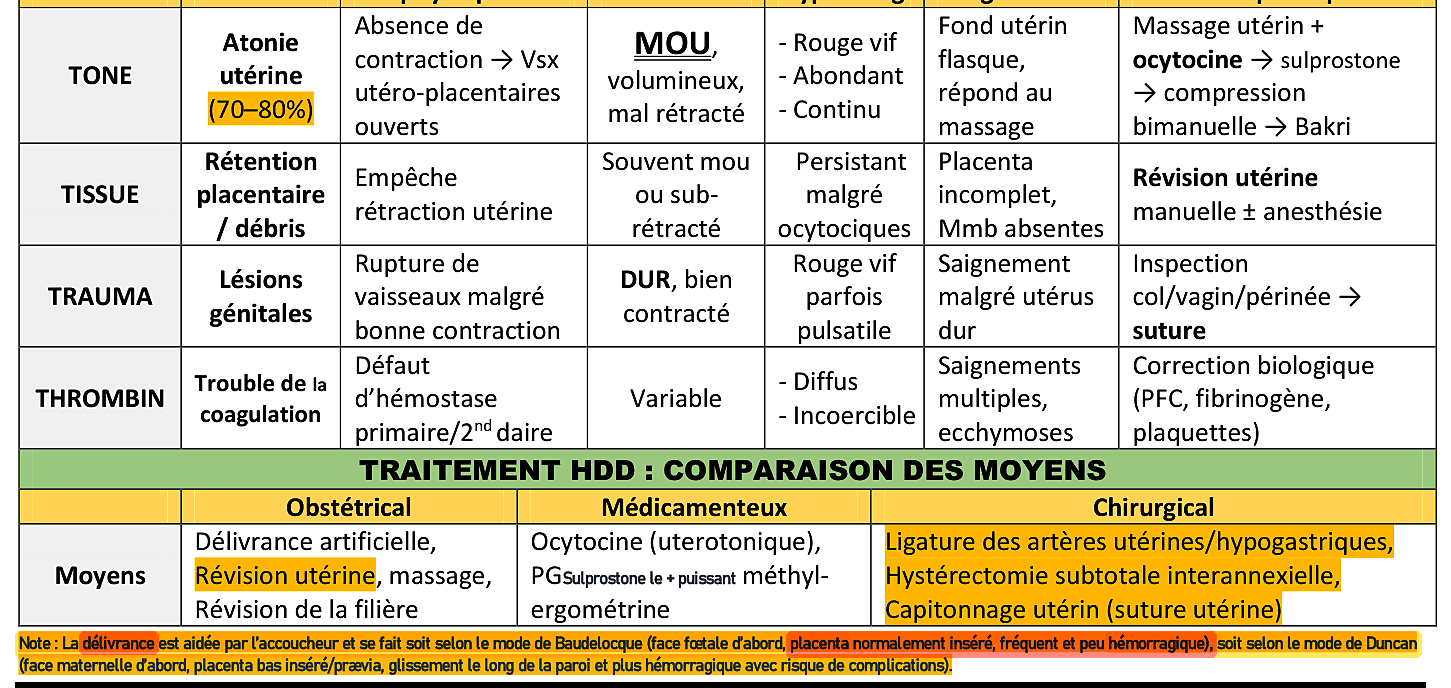 TONE
Atonie
utérine
(70–80%)
Absence de
contraction → Vsx
utéro-placentaires
ouverts
MOU,
volumineux,
mal rétracté
- Rouge vif
- Abondant
- Continu
Fond utérin
flasque,
répond au
massage
Massage utérin +
ocytocine → sulprostone
→ compression
bimanuelle → Bakri
TISSUE
Rétention
placentaire
/ débris
Empêche
rétraction utérine
Souvent mou
ou sub-
rétracté
Persistant
malgré
ocytociques
Placenta
incomplet,
Mmb absentes
Révision utérine
manuelle ± anesthésie
TRAUMA
Lésions
génitales
Rupture de
vaisseaux malgré
bonne contraction
DUR, bien
contracté
Rouge vif
parfois
pulsatile
Saignement
malgré utérus
dur
Inspection
col/vagin/périnée →
suture
THROMBIN
Trouble de la
coagulation
Défaut
d'hémostase
primaire/2nd daire
Variable
- Diffus
- Incoercible
Saignements
multiples,
ecchymoses
Correction biologique
(PFC, fibrinogène,
plaquettes)
TRAITEMENT HDD : COMPARAISON DES MOYENS
Obstétrical
Médicamenteux
Chirurgical
Moyens
Délivrance artificielle,
Révision utérine, massage,
Révision de la filière
Ocytocine (uterotonique),
PGSulprostone le + puissant méthyl-
ergométrine
Ligature des artères utérines/hypogastriques,
Hystérectomie subtotale interannexielle,
Capitonnage utérin (suture utérine)
Note : La délivrance est aidée par l'accoucheur et se fait soit selon le mode de Baudelocque (face fœtale d'abord, placenta normalement inséré, fréquent et peu hémorragique), soit selon le mode de Duncan
(face maternelle d'abord, placenta bas inséré/prævia, glissement le long de la paroi et plus hémorragique avec risque de complications).